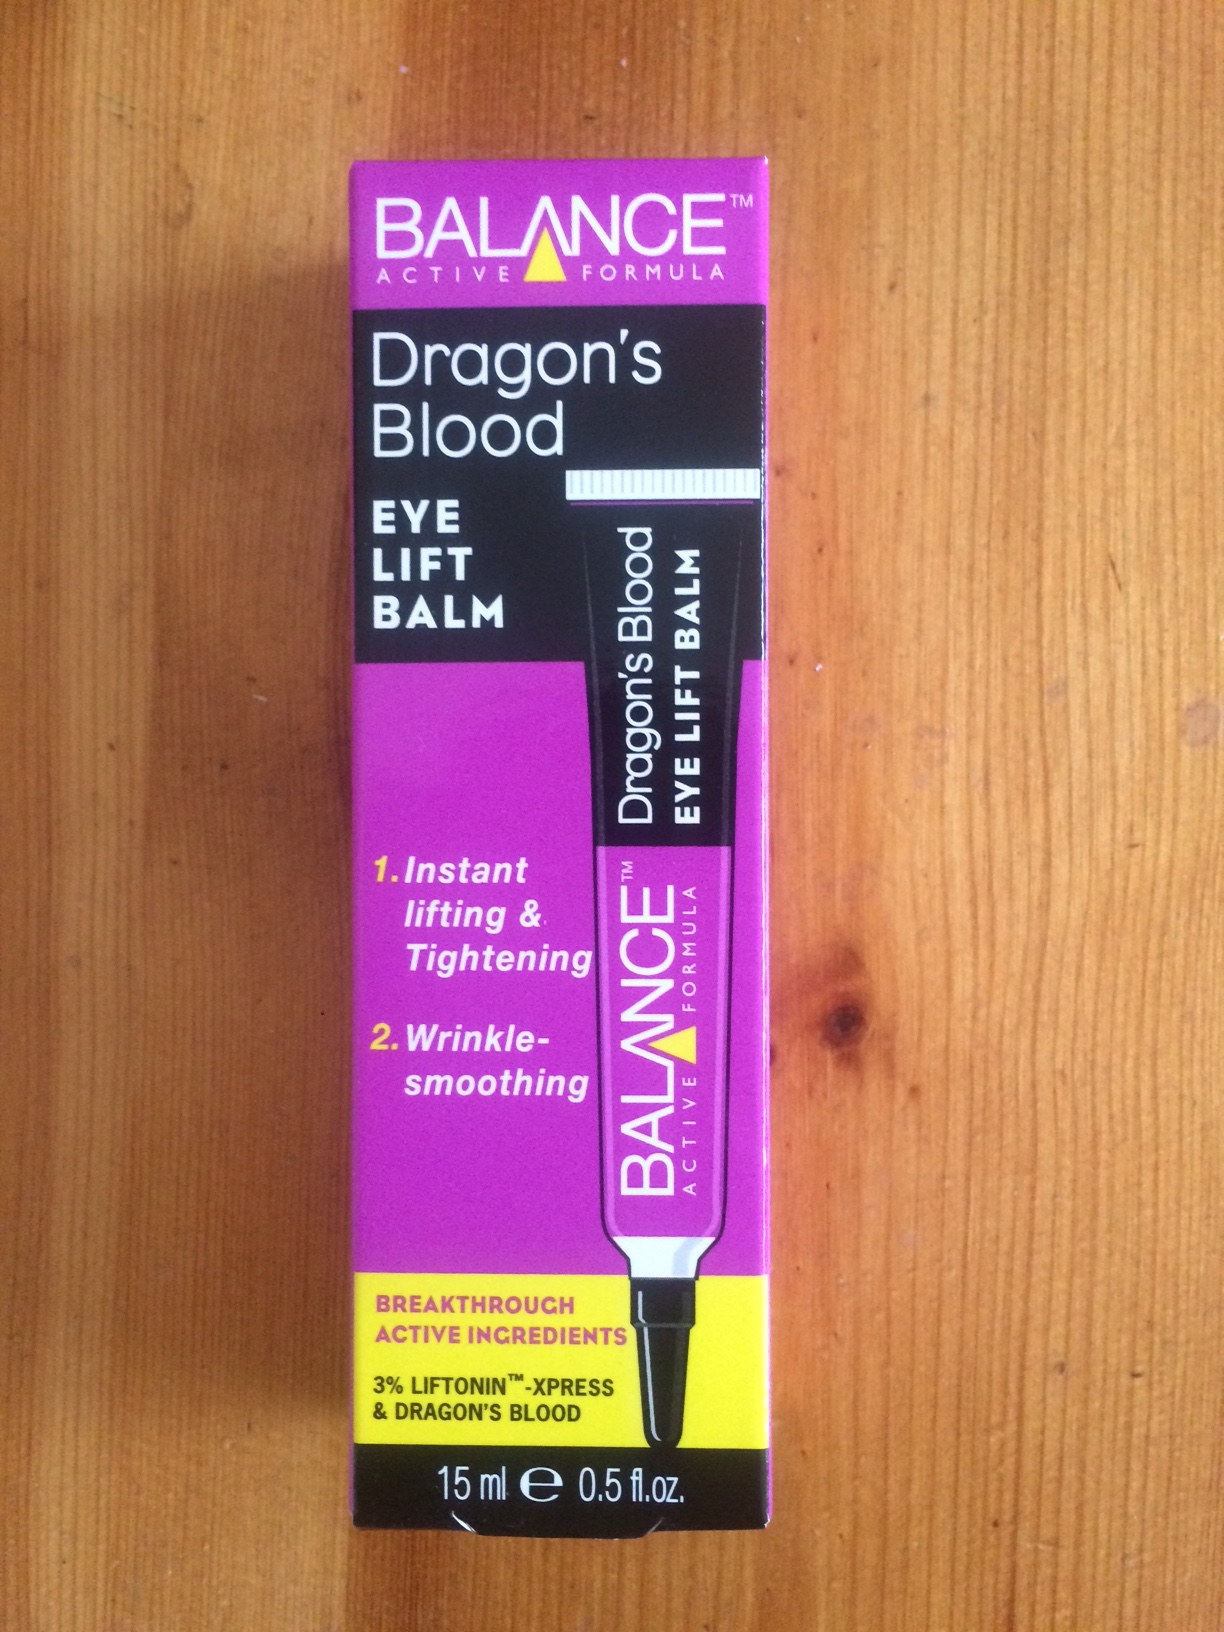 BALANCE™
ACTIVE FORMULA
Dragon's
Blood
EYE
LIFT
BALM
Dragon's Blood
EYE LIFT BALM
BALANCE™
ACTIVE FORMULA
1. Instant
lifting &
Tightening
2. Wrinkle-
smoothing
BREAKTHROUGH
ACTIVE INGREDIENTS
3% LIFTONIN™-XPRESS
& DRAGON'S BLOOD
15 ml e 0.5 fl.oz.